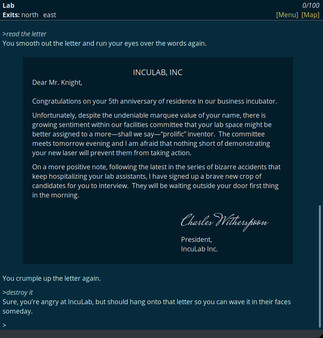 Lab 0/100
Exits: north east [Menu] [Map]
>read the letter
You smooth out the letter and run your eyes over the words again.
INCULAB, INC
Dear Mr. Knight,
Congratulations on your 5th anniversary of residence in our business incubator.
Unfortunately, despite the undeniable marquee value of your name, there is
growing sentiment within our facilities committee that your lab space might be
better assigned to a more—shall we say—"prolific" inventor. The committee
meets tomorrow evening and I am afraid that nothing short of demonstrating
your new laser will prevent them from taking action.
On a more positive note, following the latest in the series of bizarre accidents that
keep hospitalizing your lab assistants, I have signed up a brave new crop of
candidates for you to interview. They will be waiting outside your door first thing
in the morning.
Charles Witherspoon
President,
IncuLab Inc.
You crumple up the letter again.
>destroy it
Sure, you're angry at IncuLab, but should hang onto that letter so you can wave it in their faces
someday.
>